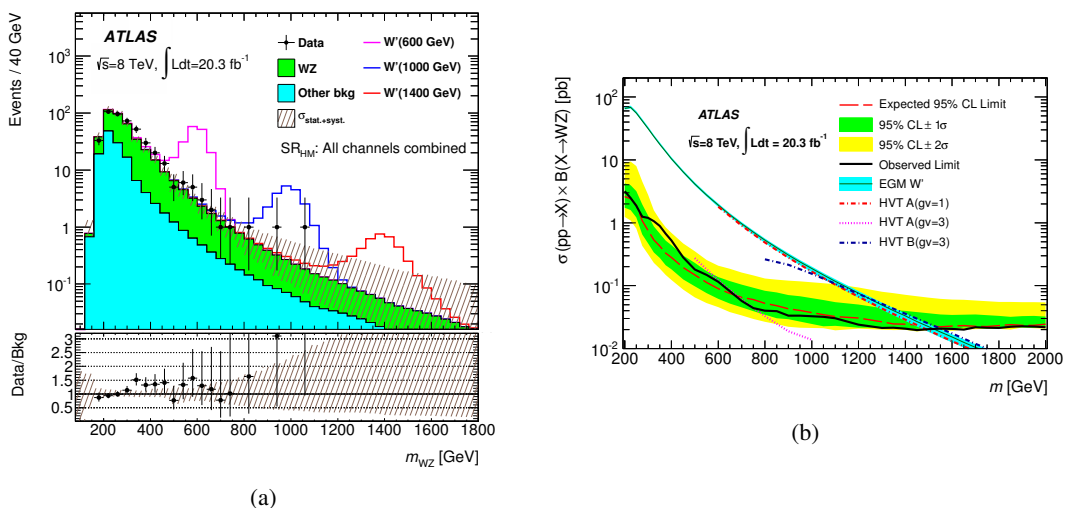 ATLAS
√s=8 TeV, ∫Ldt=20.3 fb⁻¹
Data
WZ
Other bkg
σstat.+syst.
W'(600 GeV)
W'(1000 GeV)
W'(1400 GeV)
SR_HM: All channels combined
Events / 40 GeV
10³
10²
10
1
10⁻¹
Data/Bkg
3
2.5
2
1.5
1
0.5
200 400 600 800 1000 1200 1400 1600 1800
m_WZ [GeV]
(a)
ATLAS
√s=8 TeV, ∫Ldt = 20.3 fb⁻¹
Expected 95% CL Limit
95% CL± 1σ
95% CL± 2σ
Observed Limit
EGM W'
HVT A(gv=1)
HVT A(gv=3)
HVT B(gv=3)
σ(pp→X) × B(X→WZ) [pb]
10²
10
1
10⁻¹
10⁻²
200 400 600 800 1000 1200 1400 1600 1800 2000
m [GeV]
(b)